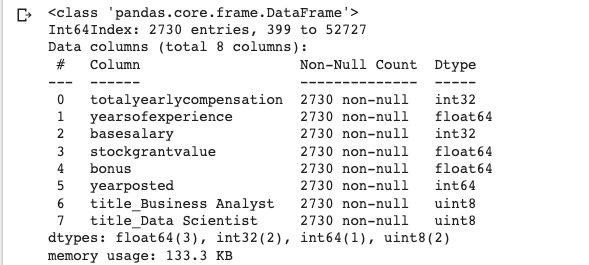 <class 'pandas.core.frame.DataFrame'>
Int64Index: 2730 entries, 399 to 52727
Data columns (total 8 columns):
 #   Column                   Non-Null Count  Dtype
---  ------                   --------------  -----
 0   totalyearlycompensation  2730 non-null   int32
 1   yearsofexperience        2730 non-null   float64
 2   basesalary               2730 non-null   int32
 3   stockgrantvalue          2730 non-null   float64
 4   bonus                    2730 non-null   float64
 5   yearposted               2730 non-null   int64
 6   title_Business Analyst   2730 non-null   uint8
 7   title_Data Scientist     2730 non-null   uint8
dtypes: float64(3), int32(2), int64(1), uint8(2)
memory usage: 133.3 KB